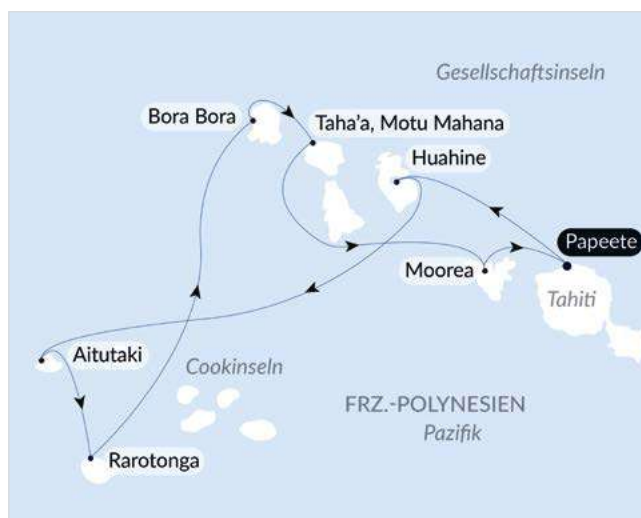 Gesellschaftsinseln
Bora Bora
Taha'a, Motu Mahana
Huahine
Papeete
Moorea
Tahiti
Aitutaki
Cookinseln
FRZ.-POLYNESIEN
Pazifik
Rarotonga